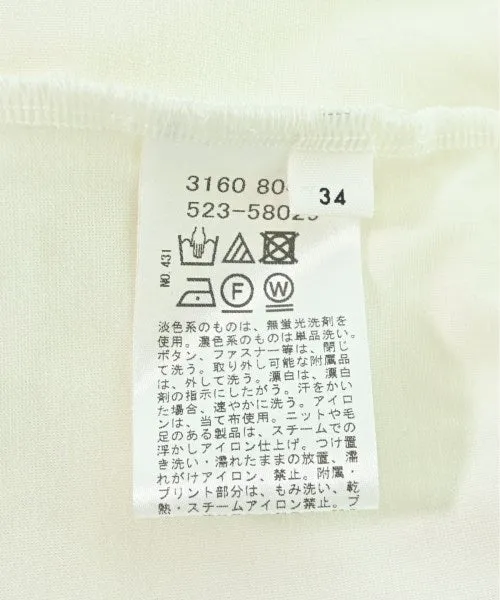 3160 80
34
523-5802
NO.431
F
W
淡色系のものは、無蛍光洗剤を
使用。濃色系のものは単品洗い。
ボタン、ファスナー等は、閉じ
て洗う。取り外し可能な附属品
は、外して洗う。漂白は、漂白
剤の指示にしたがう。汗をかい
た場合、速やかに洗う。アイロ
ンは、当て布使用。ニットや毛
足のある製品は、スチームでの
浮かしアイロン仕上げ。つけ置
き洗い・濡れたままの放置、濡
れがけアイロン、禁止。附属・
プリント部分は、もみ洗い、乾
熱・スチームアイロン禁止。プ